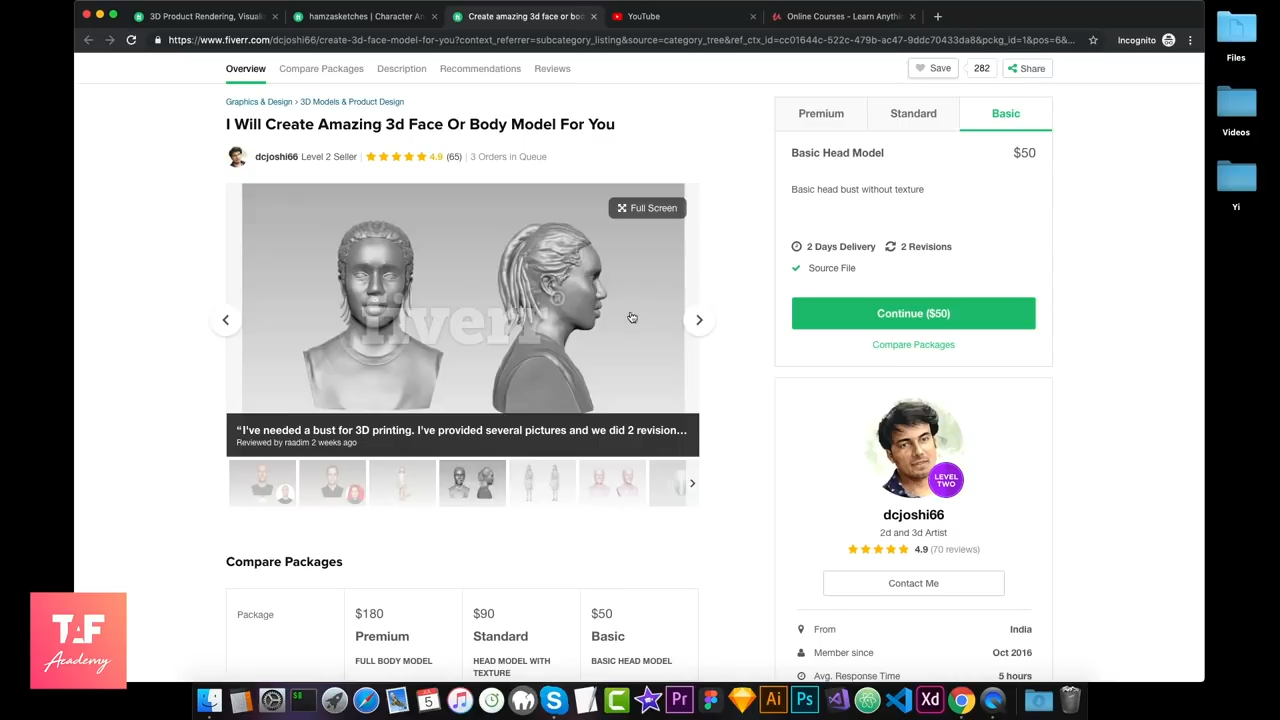 3D Product Rendering, Visuali
hamzasketches | Character An
Create amazing 3d face or bod
YouTube
Online Courses - Learn Anythi
https://www.fiverr.com/dcjoshi66/create-3d-face-model-for-you?context_referrer=subcategory_listing&source=category_tree&ref_ctx_id=cc01644c-522c-479b-ac47-9ddc70433da8&pckg_id=1&pos=6&...
Incognito
Files
Videos
Yi
Overview
Compare Packages
Description
Recommendations
Reviews
Save
282
Share
Graphics & Design › 3D Models & Product Design
I Will Create Amazing 3d Face Or Body Model For You
dcjoshi66 Level 2 Seller
4.9 (65)
3 Orders in Queue
Full Screen
fiverr®
“I've needed a bust for 3D printing. I've provided several pictures and we did 2 revision...
Reviewed by raadim 2 weeks ago
Premium
Standard
Basic
Basic Head Model
$50
Basic head bust without texture
2 Days Delivery
2 Revisions
Source File
Continue ($50)
Compare Packages
LEVEL
TWO
dcjoshi66
2d and 3d Artist
4.9 (70 reviews)
Contact Me
From
India
Member since
Oct 2016
Avg. Response Time
5 hours
Compare Packages
Package
$180
Premium
FULL BODY MODEL
$90
Standard
HEAD MODEL WITH
TEXTURE
$50
Basic
BASIC HEAD MODEL
TAF
Academy
5
Pr
Ai
Ps
Xd